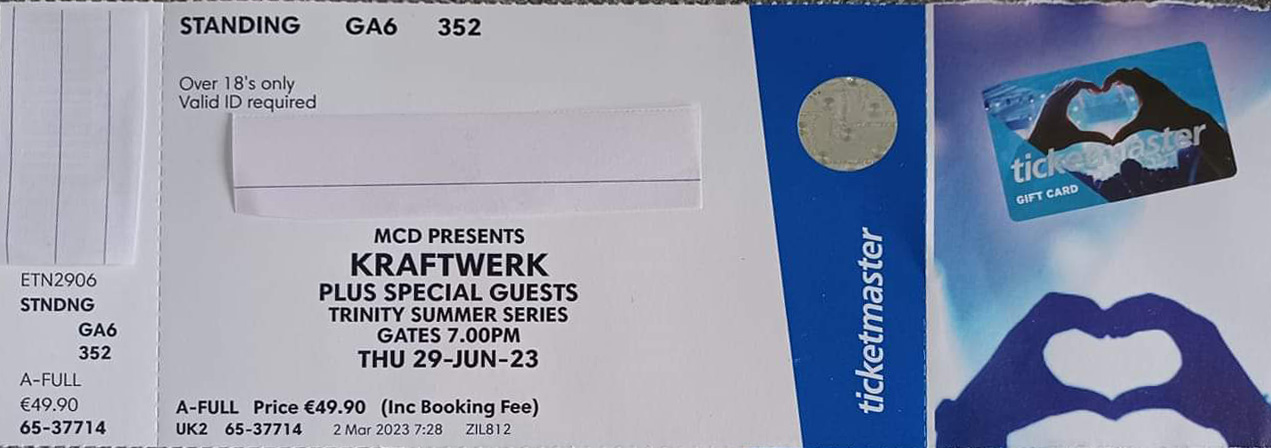 STANDING GA6 352
Over 18's only
Valid ID required
MCD PRESENTS
KRAFTWERK
PLUS SPECIAL GUESTS
TRINITY SUMMER SERIES
GATES 7.00PM
THU 29-JUN-23
A-FULL Price €49.90 (Inc Booking Fee)
UK2 65-37714 2 Mar 2023 7:28 ZIL812
ETN2906
STNDNG
GA6
352
A-FULL
€49.90
65-37714
ticketmaster
ticketmaster
GIFT CARD